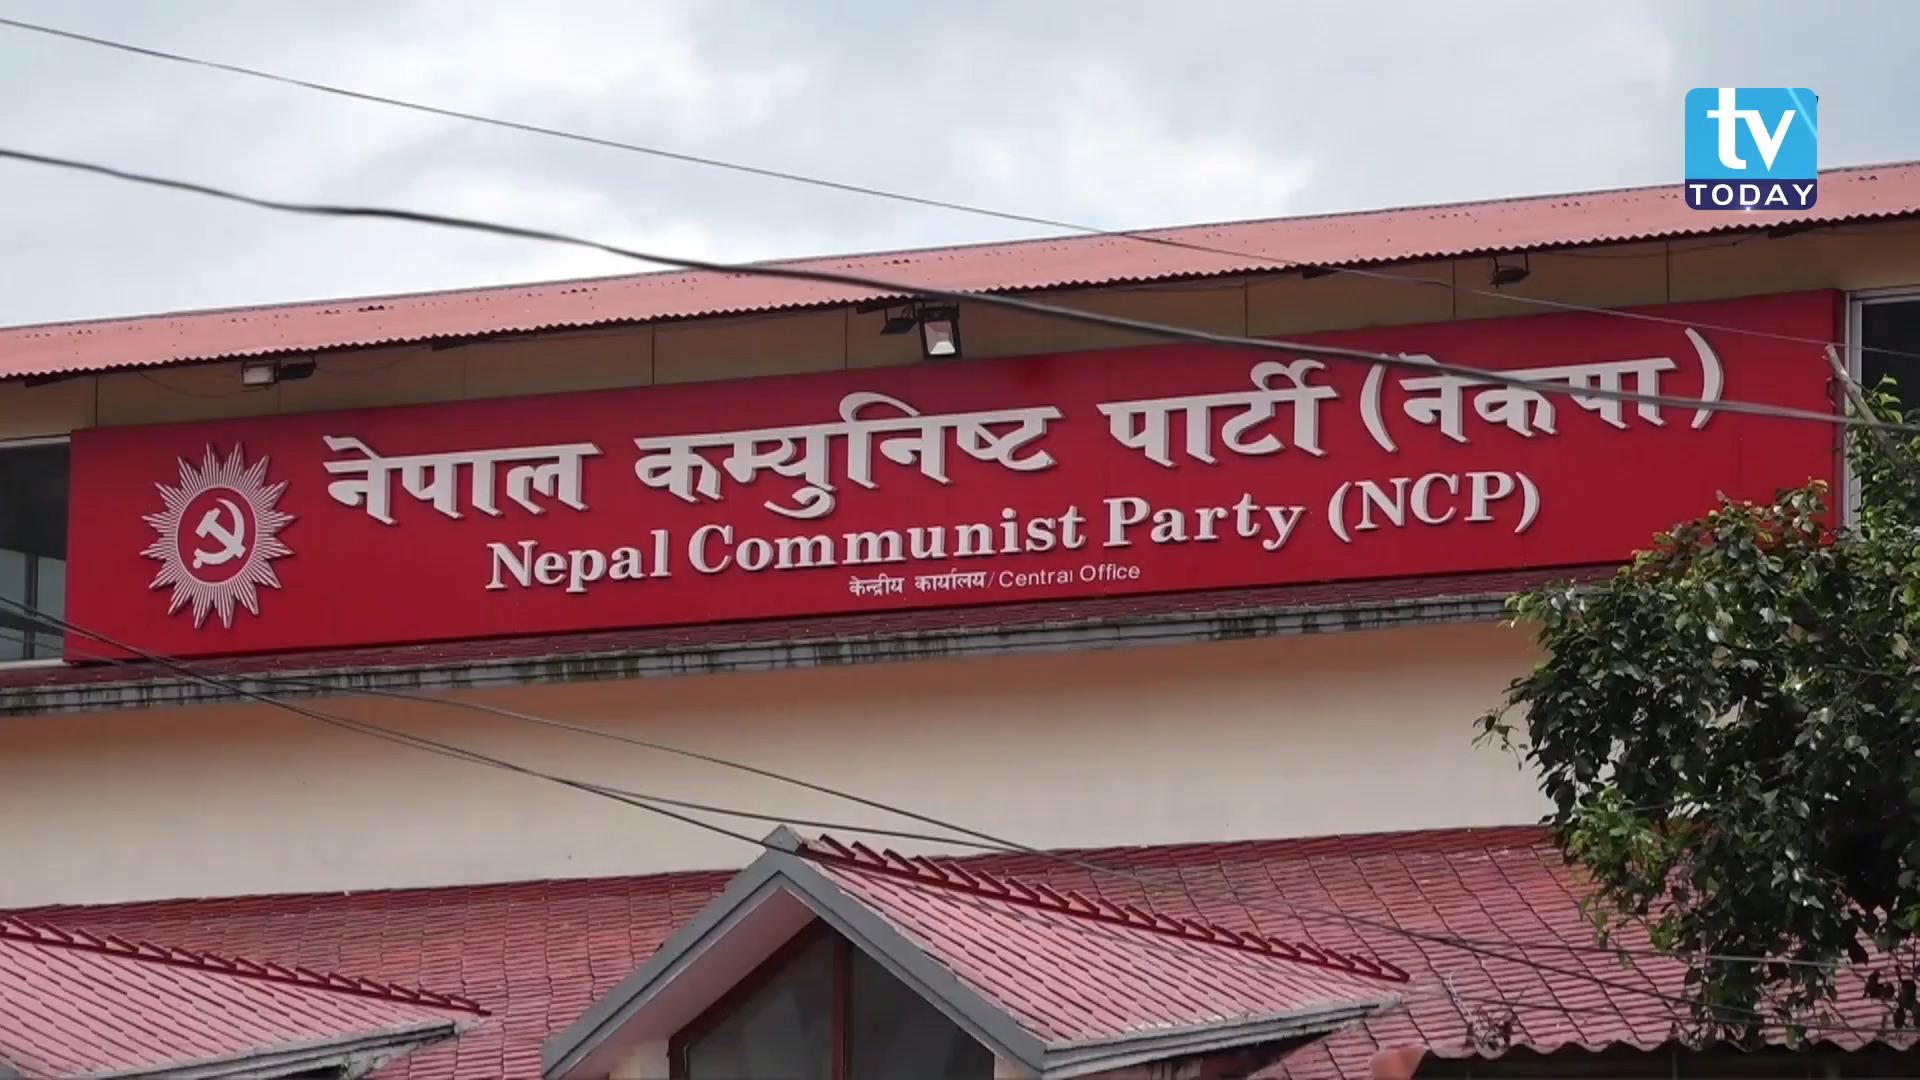 tv
TODAY
नेपाल कम्युनिष्ट पार्टी (नेकपा)
Nepal Communist Party (NCP)
केन्द्रीय कार्यालय/Central Office